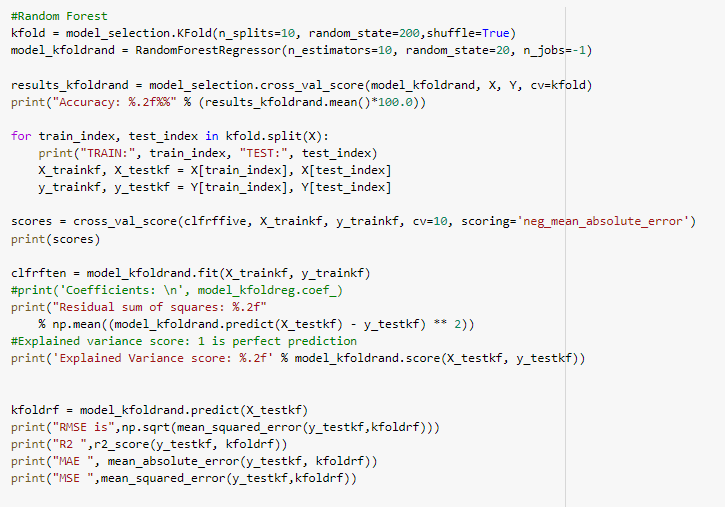 #Random Forest
kfold = model_selection.KFold(n_splits=10, random_state=200,shuffle=True)
model_kfoldrand = RandomForestRegressor(n_estimators=10, random_state=20, n_jobs=-1)
results_kfoldrand = model_selection.cross_val_score(model_kfoldrand, X, Y, cv=kfold)
print("Accuracy: %.2f%%" % (results_kfoldrand.mean()*100.0))
for train_index, test_index in kfold.split(X):
    print("TRAIN:", train_index, "TEST:", test_index)
    X_trainkf, X_testkf = X[train_index], X[test_index]
    y_trainkf, y_testkf = Y[train_index], Y[test_index]
scores = cross_val_score(clfrffive, X_trainkf, y_trainkf, cv=10, scoring='neg_mean_absolute_error')
print(scores)
clfrften = model_kfoldrand.fit(X_trainkf, y_trainkf)
#print('Coefficients: \n', model_kfoldreg.coef_)
print("Residual sum of squares: %.2f"
    % np.mean((model_kfoldrand.predict(X_testkf) - y_testkf) ** 2))
#Explained variance score: 1 is perfect prediction
print('Explained Variance score: %.2f' % model_kfoldrand.score(X_testkf, y_testkf))
kfoldrf = model_kfoldrand.predict(X_testkf)
print("RMSE is",np.sqrt(mean_squared_error(y_testkf,kfoldrf)))
print("R2 ",r2_score(y_testkf, kfoldrf))
print("MAE ", mean_absolute_error(y_testkf, kfoldrf))
print("MSE ",mean_squared_error(y_testkf,kfoldrf))